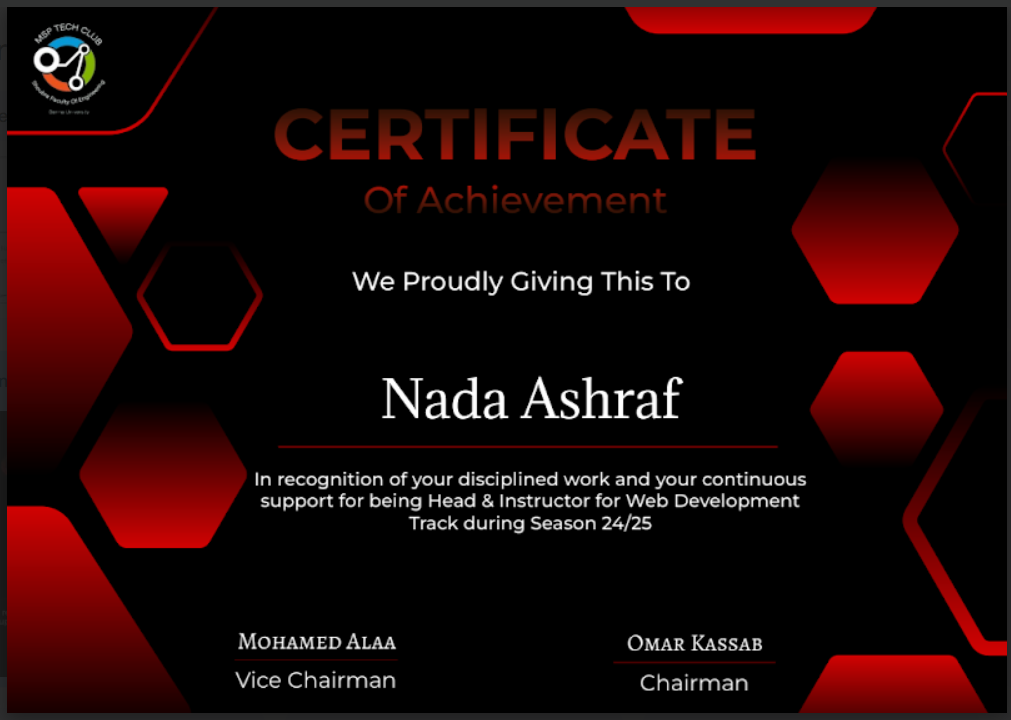 MSP TECH CLUB
Shoubra Faculty Of Engineering
CERTIFICATE
Of Achievement
We Proudly Giving This To
Nada Ashraf
In recognition of your disciplined work and your continuous
support for being Head & Instructor for Web Development
Track during Season 24/25
MOHAMED ALAA
Vice Chairman
OMAR KASSAB
Chairman